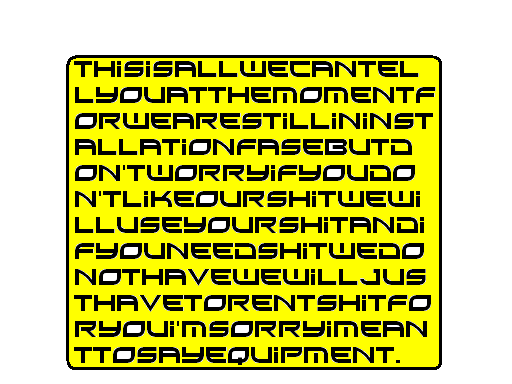 THiSiSALLWECANTEL
LYOUATTHEMOMENTF
ORWEARESTiLLiNiNST
ALLATiONFASEBUTD
ON'TWORRYiFYOUDO
N'TLiKEOURSHiTWEWi
LLUSEYOURSHiTANDi
FYOUNEEDSHiTWEDO
NOTHAVEWEWiLLJUS
THAVETORENTSHiTFO
RYOUi'MSORRYiMEAN
TTOSAYEQUiPMENT.